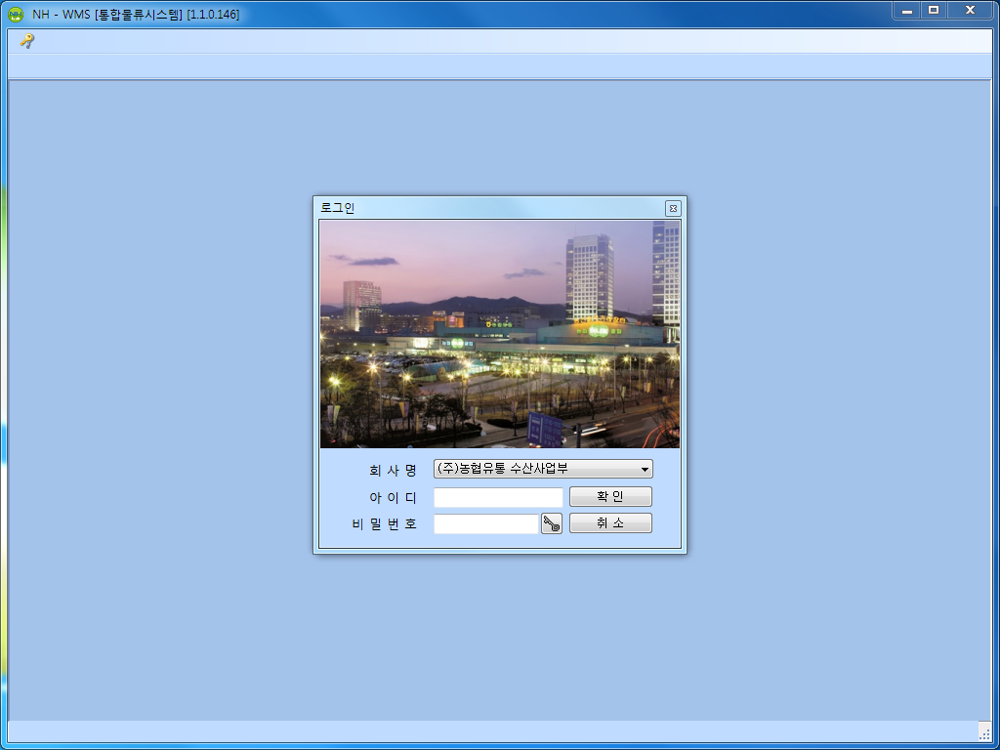 NH - WMS [통합물류시스템] [1.1.0.146]
로그인
회 사 명
(주)농협유통 수산사업부
아 이 디
확 인
비 밀 번 호
취 소